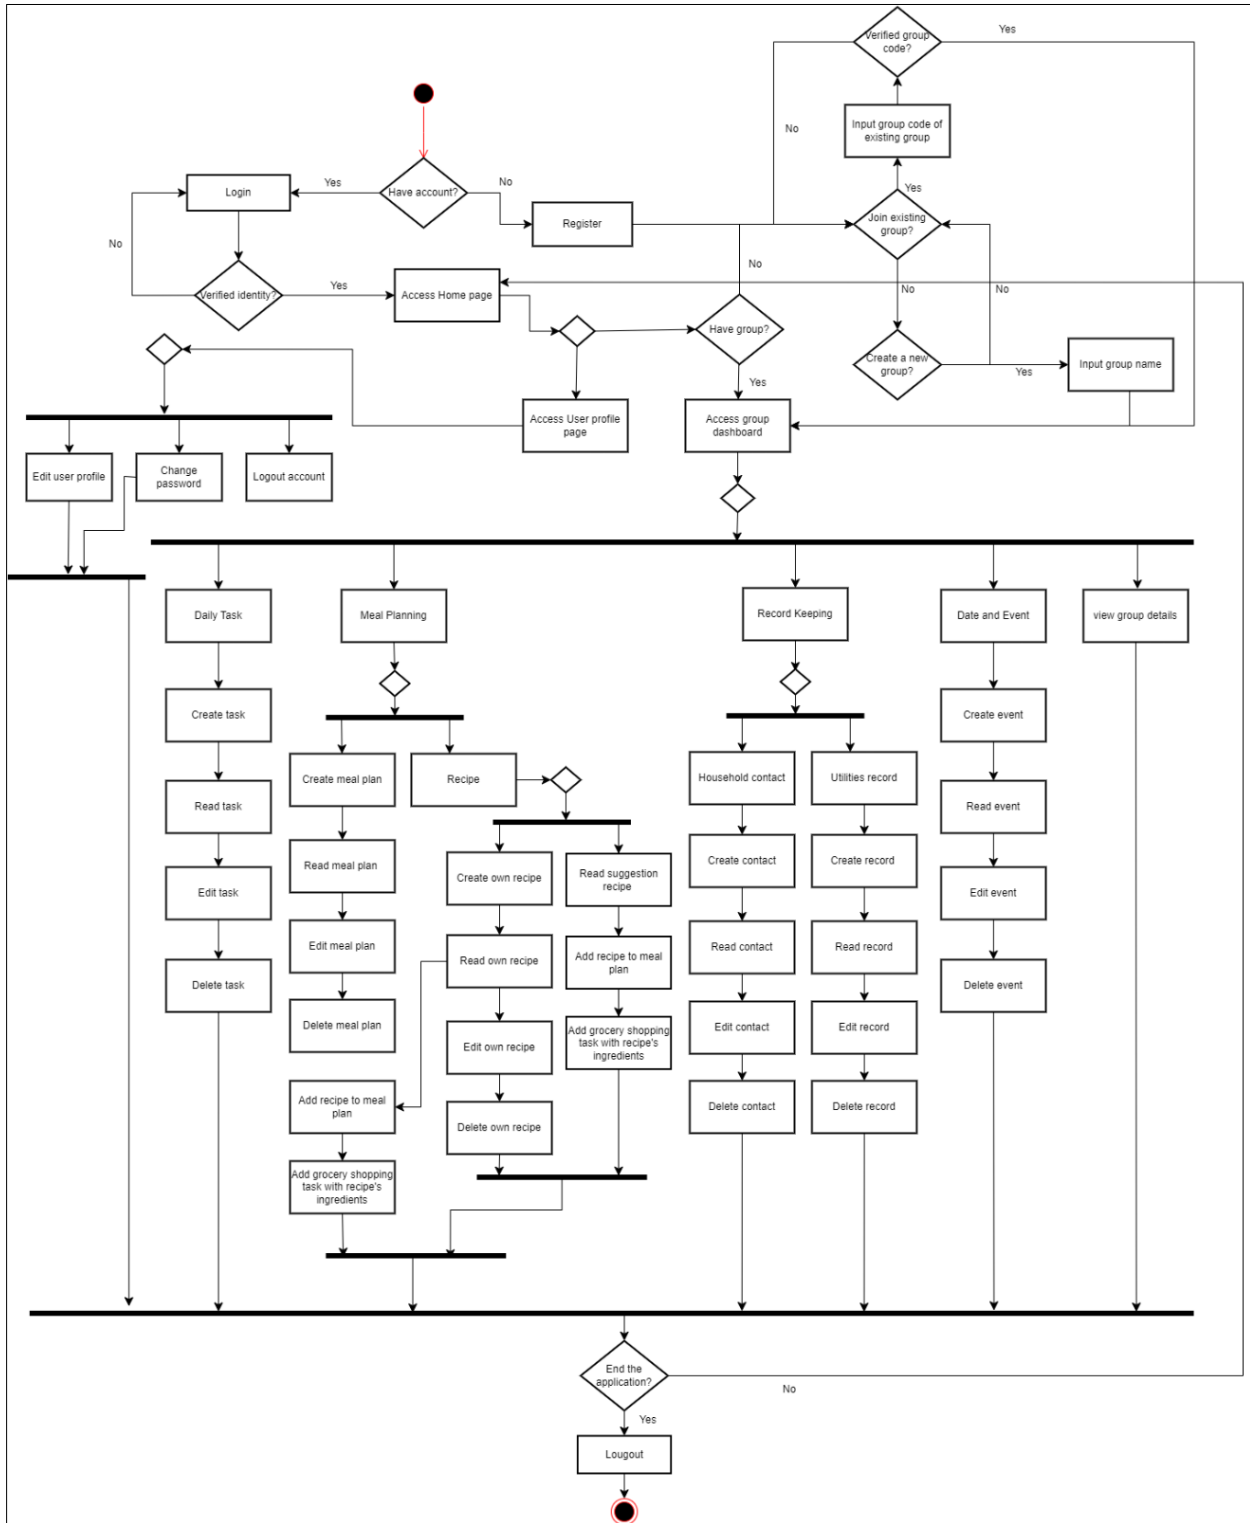 Verified group
code?
Yes
No
Input group code of
existing group
Yes
Login
Yes
Have account?
No
Register
Join existing
group?
No
No
Verified identity?
Yes
Access Home page
No
Have group?
No
No
Create a new
group?
Yes
Input group name
Yes
Access User profile
page
Access group
dashboard
Edit user profile
Change
password
Logout account
Daily Task
Meal Planning
Record Keeping
Date and Event
view group details
Create task
Create event
Create meal plan
Recipe
Household contact
Utilities record
Read task
Read event
Read meal plan
Create own recipe
Read suggestion
recipe
Create contact
Create record
Edit task
Edit event
Edit meal plan
Read own recipe
Add recipe to meal
plan
Read contact
Read record
Delete task
Delete event
Delete meal plan
Edit own recipe
Add grocery shopping
task with recipe's
ingredients
Edit contact
Edit record
Add recipe to meal
plan
Delete own recipe
Delete contact
Delete record
Add grocery shopping
task with recipe's
ingredients
End the
application?
No
Yes
Lougout